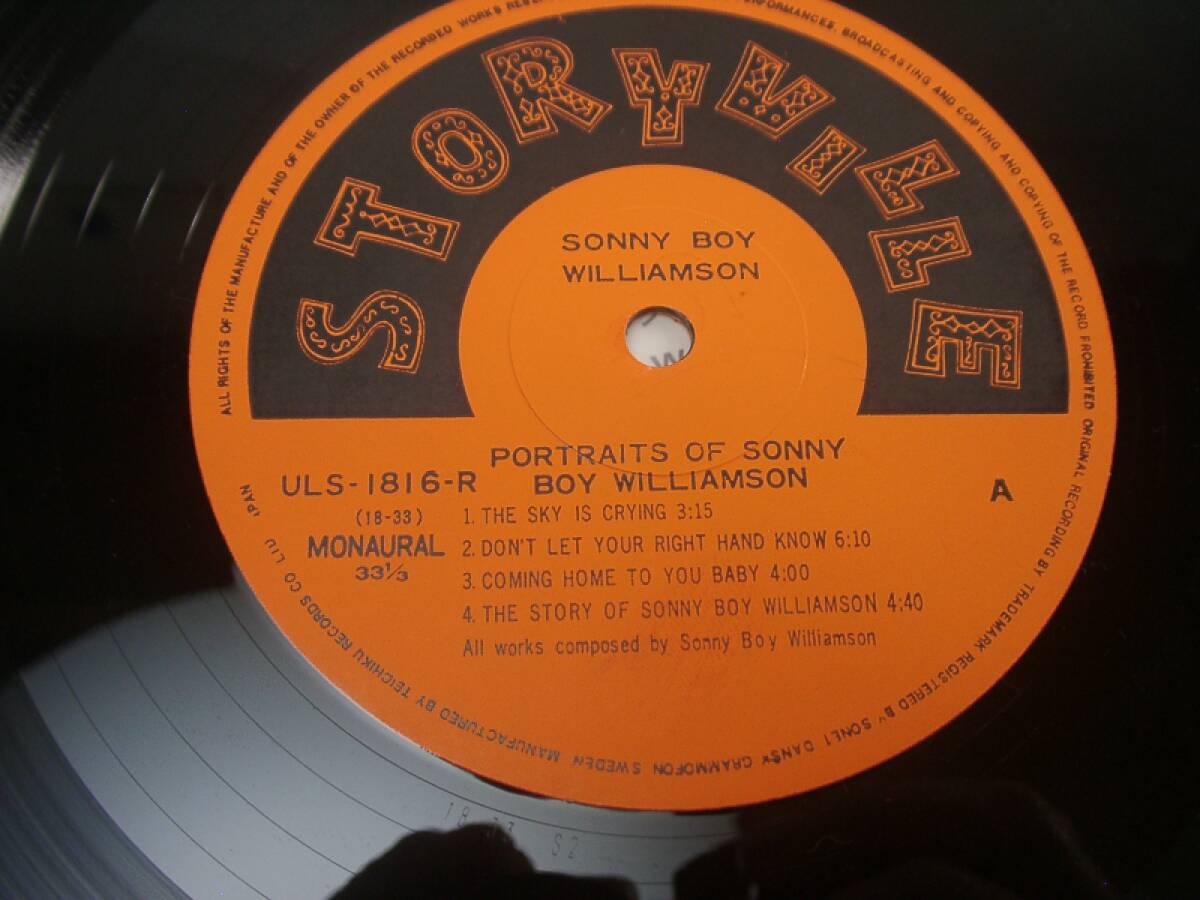 ALL RIGHTS OF THE MANUFACTURE AND OF THE OWNER OF THE RECORDED WORKS PERFORMANCES, BROADCASTING AND COPYING AND COPYING OF THE RECORD FROHIBITED ORIGINAL RECORDING BY TRADEMARK REGISTERED BY SONET DANSK GRAMMOFON SWEDEN MANUFACTURED BY TEICHIKU RECORDS CO LTD
STORYVILLE
SONNY BOY
WILLIAMSON
W
PORTRAITS OF SONNY
BOY WILLIAMSON
ULS-1816-R
A
(18-33)
MONAURAL
33⅓
1. THE SKY IS CRYING 3:15
2. DON'T LET YOUR RIGHT HAND KNOW 6:10
3. COMING HOME TO YOU BABY 4:00
4. THE STORY OF SONNY BOY WILLIAMSON 4:40
All works composed by Sonny Boy Williamson
S2